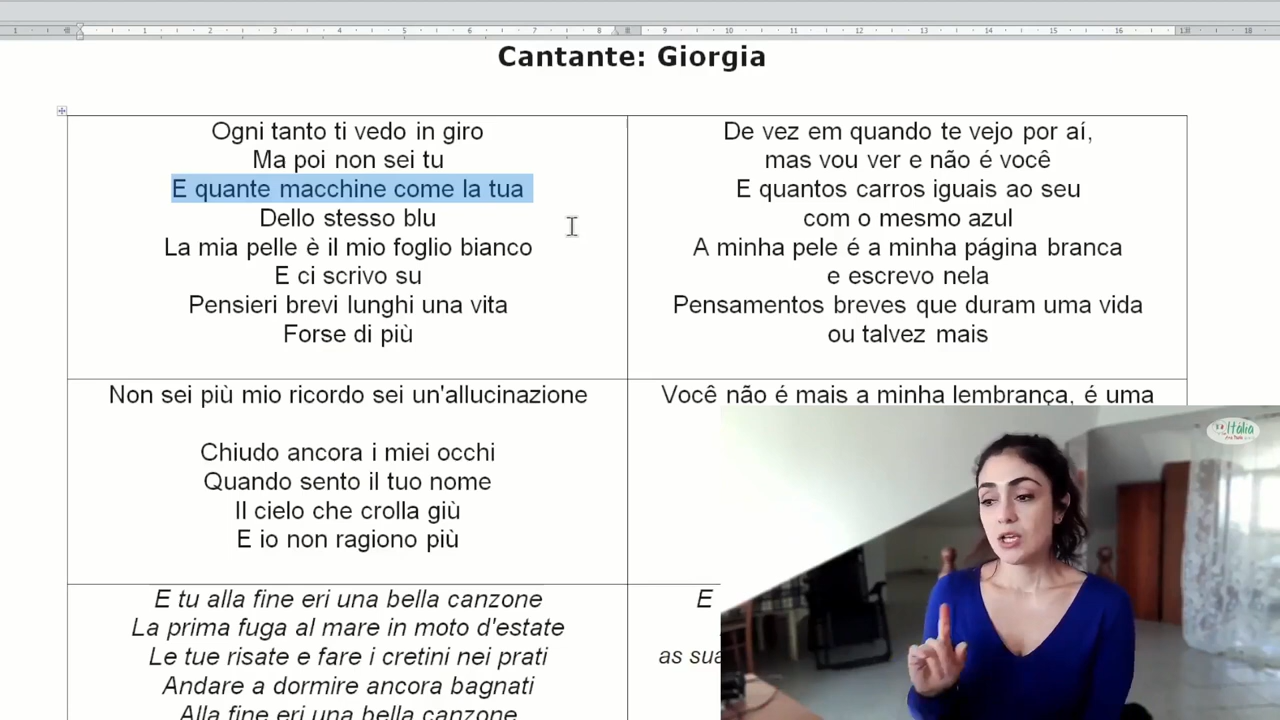 Cantante: Giorgia
Ogni tanto ti vedo in giro
Ma poi non sei tu
E quante macchine come la tua
Dello stesso blu
La mia pelle è il mio foglio bianco
E ci scrivo su
Pensieri brevi lunghi una vita
Forse di più
De vez em quando te vejo por aí,
mas vou ver e não é você
E quantos carros iguais ao seu
com o mesmo azul
A minha pele é a minha página branca
e escrevo nela
Pensamentos breves que duram uma vida
ou talvez mais
Non sei più mio ricordo sei un'allucinazione
Chiudo ancora i miei occhi
Quando sento il tuo nome
Il cielo che crolla giù
E io non ragiono più
Você não é mais a minha lembrança, é uma
E tu alla fine eri una bella canzone
La prima fuga al mare in moto d'estate
Le tue risate e fare i cretini nei prati
Andare a dormire ancora bagnati
Alla fine eri una bella canzone
E
as sua
Itália